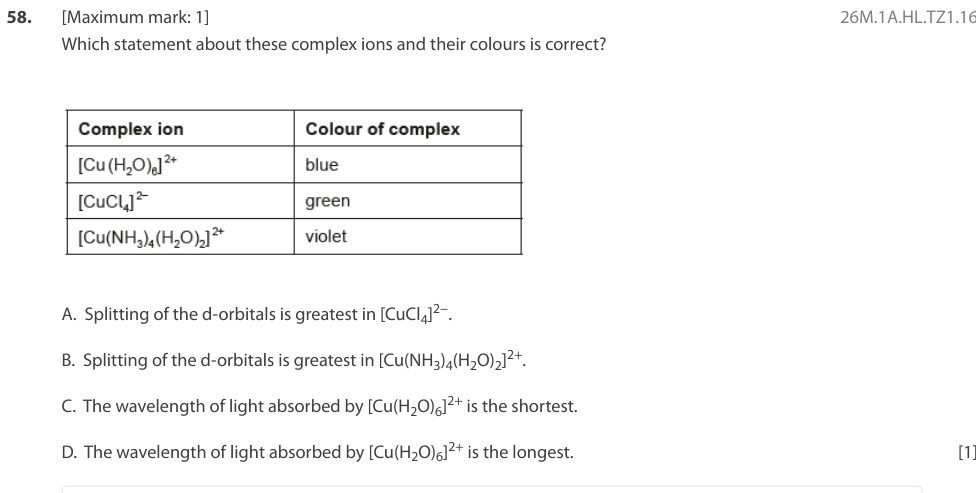 58. [Maximum mark: 1] 26M.1A.HL.TZ1.16
Which statement about these complex ions and their colours is correct?
Complex ion Colour of complex
[Cu(H₂O)₆]²⁺ blue
[CuCl₄]²⁻ green
[Cu(NH₃)₄(H₂O)₂]²⁺ violet
A. Splitting of the d-orbitals is greatest in [CuCl₄]²⁻.
B. Splitting of the d-orbitals is greatest in [Cu(NH₃)₄(H₂O)₂]²⁺.
C. The wavelength of light absorbed by [Cu(H₂O)₆]²⁺ is the shortest.
D. The wavelength of light absorbed by [Cu(H₂O)₆]²⁺ is the longest. [1]